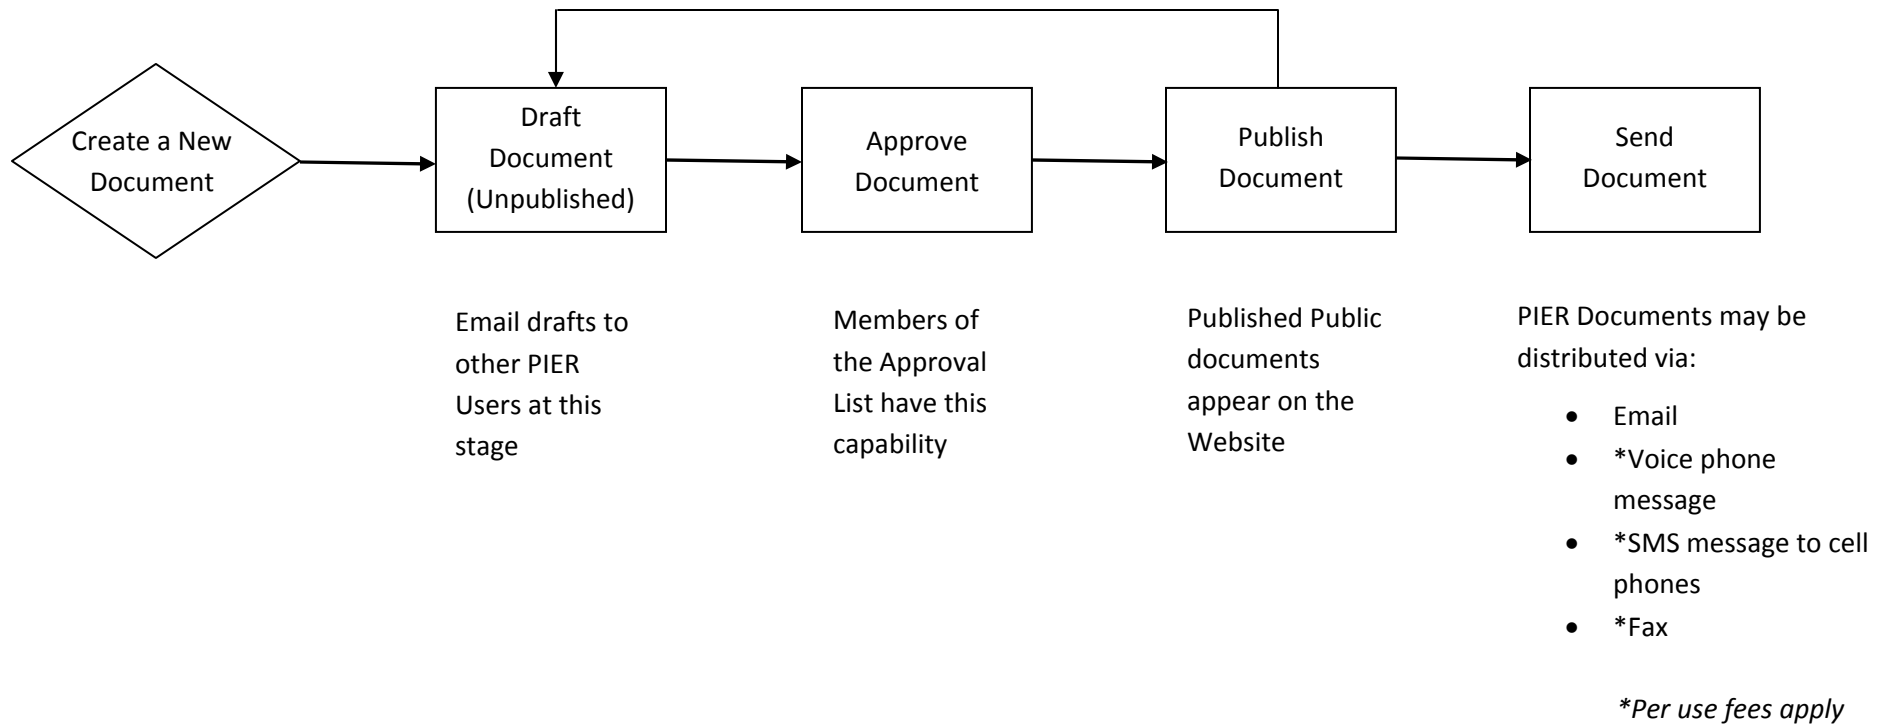 Create a New
Document
Draft
Document
(Unpublished)
Approve
Document
Publish
Document
Send
Document
Email drafts to
other PIER
Users at this
stage
Members of
the Approval
List have this
capability
Published Public
documents
appear on the
Website
PIER Documents may be
distributed via:
• Email
• *Voice phone
message
• *SMS message to cell
phones
• *Fax
*Per use fees apply